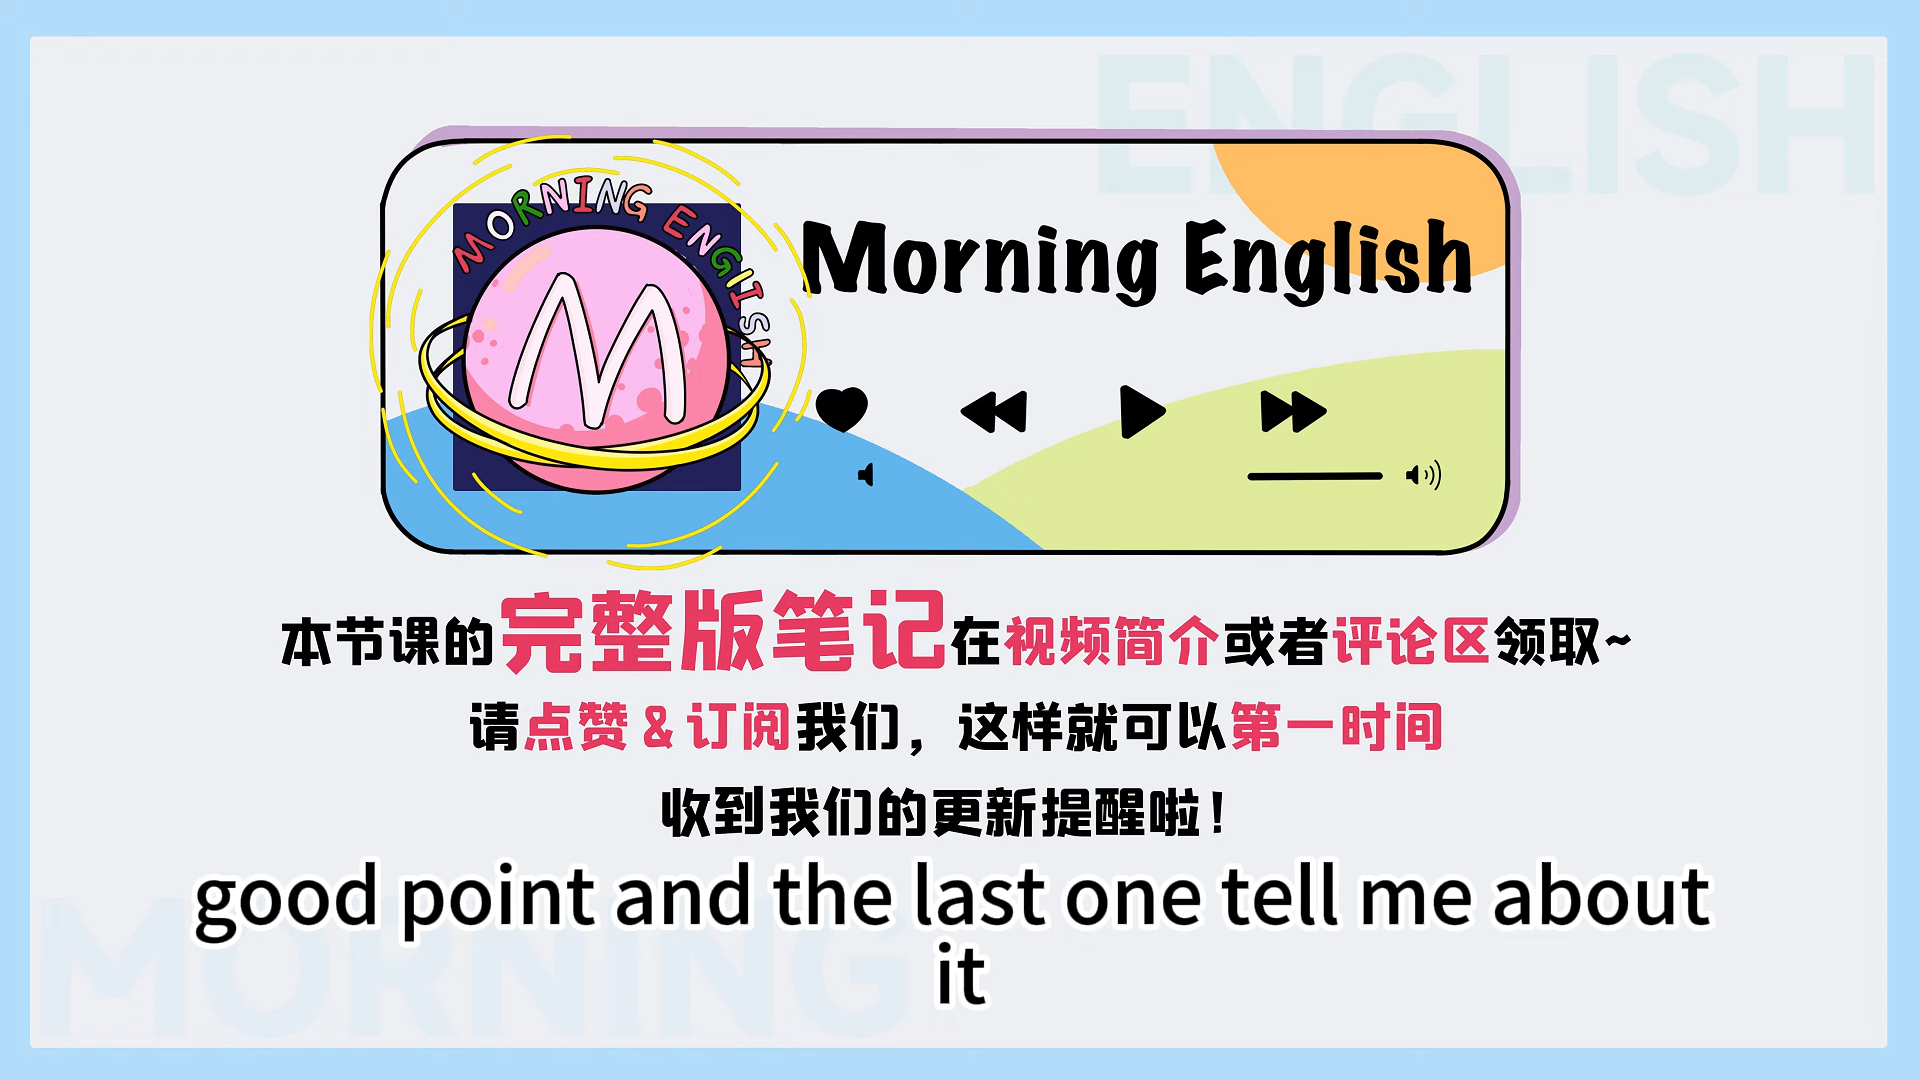 ENGLISH
MORNING ENGLISH
M
Morning English
本节课的完整版笔记在视频简介或者评论区领取~
请点赞&订阅我们，这样就可以第一时间
收到我们的更新提醒啦！
good point and the last one tell me about
it
MORNING